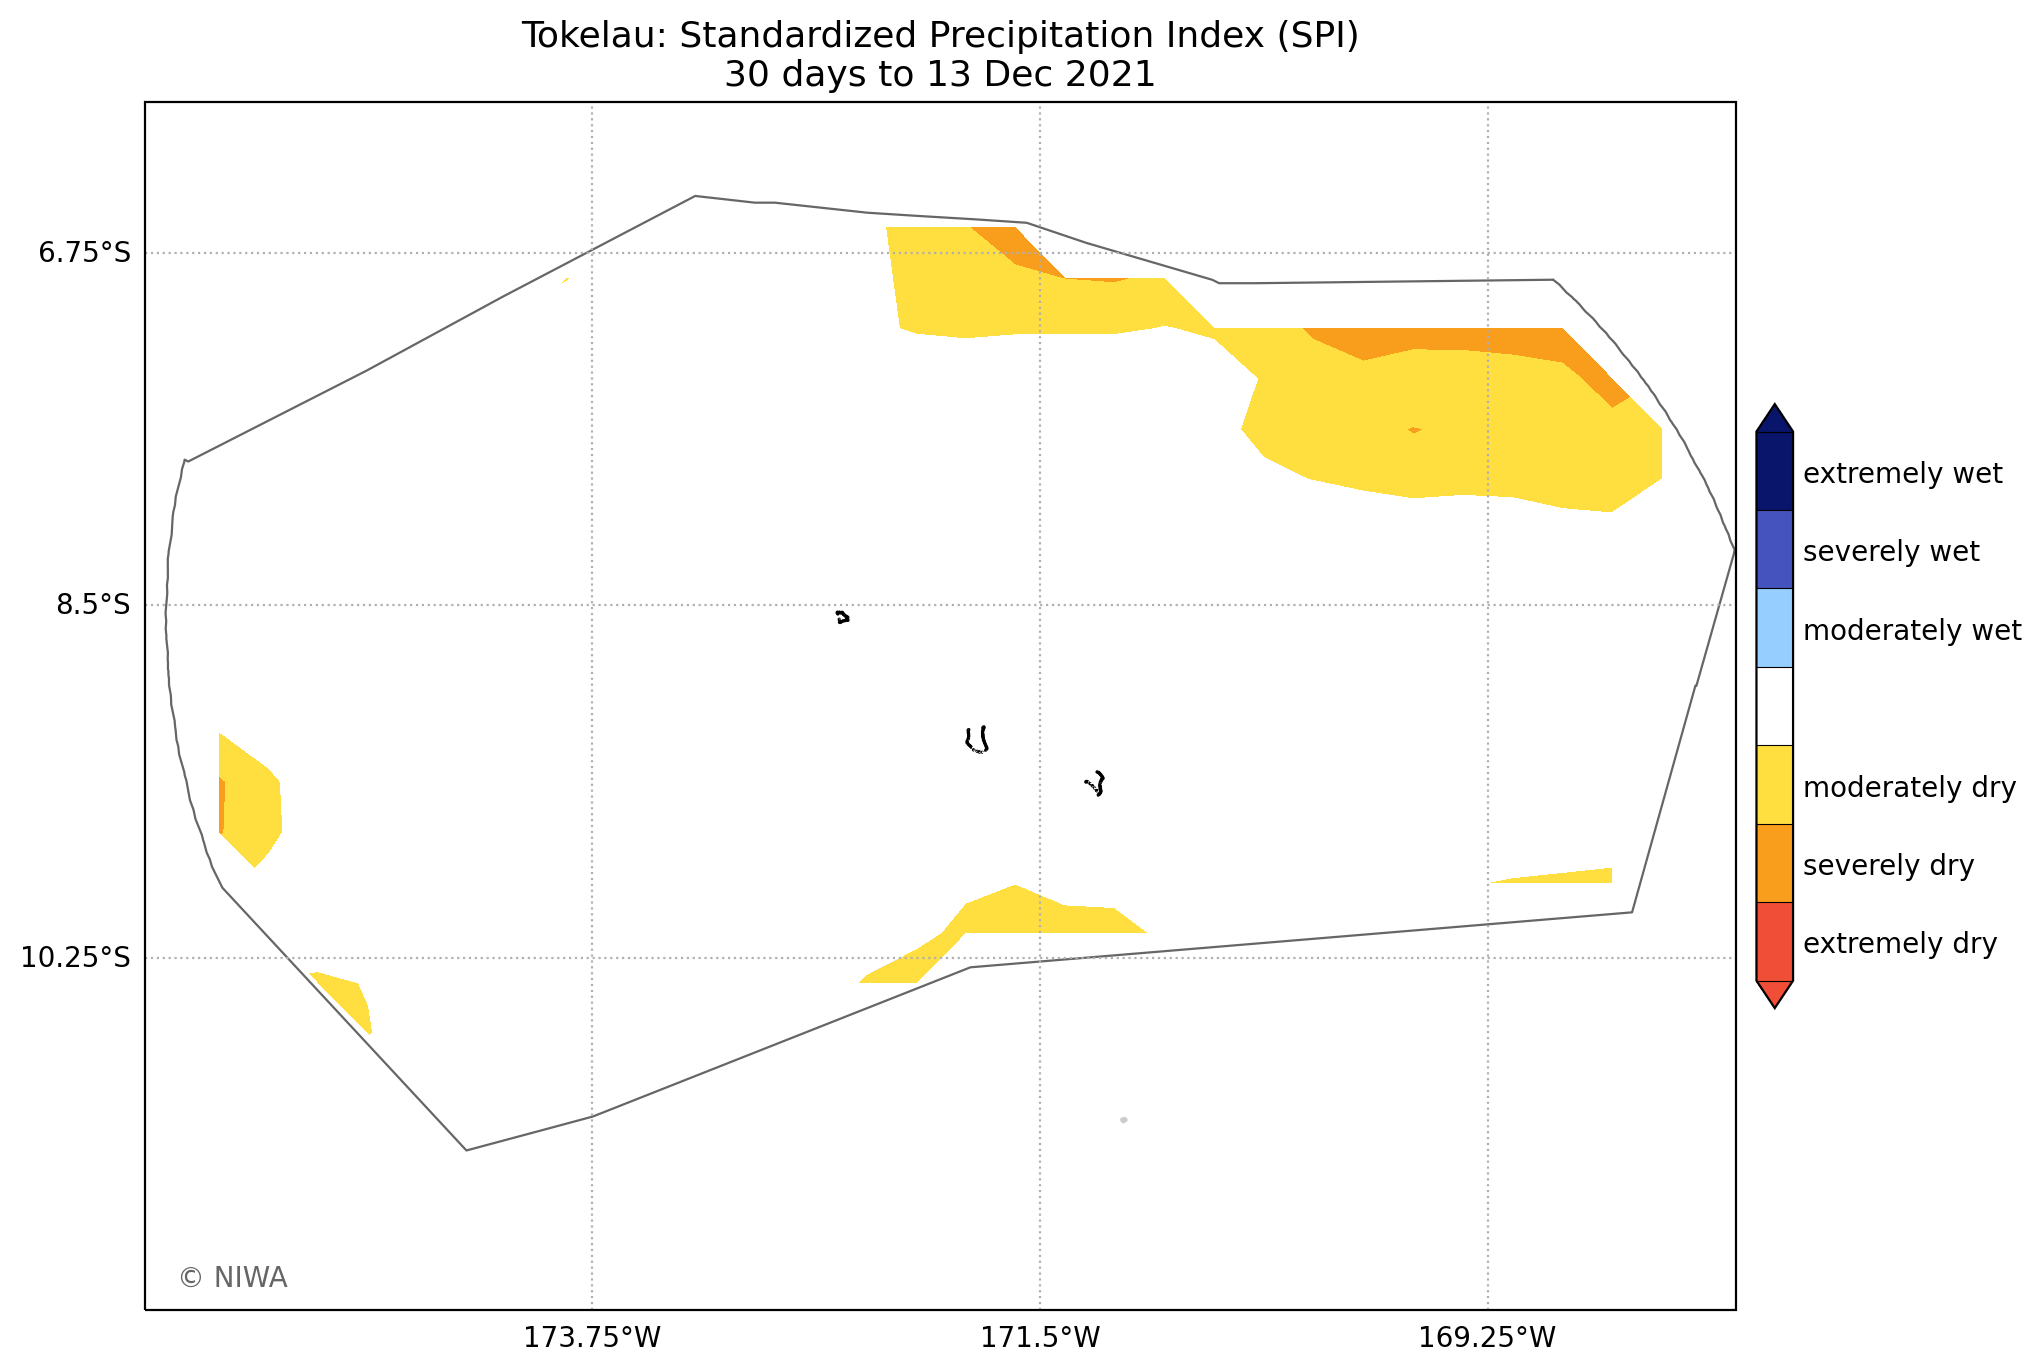 Tokelau: Standardized Precipitation Index (SPI)
30 days to 13 Dec 2021
6.75°S
8.5°S
10.25°S
173.75°W
171.5°W
169.25°W
extremely wet
severely wet
moderately wet
moderately dry
severely dry
extremely dry
© NIWA